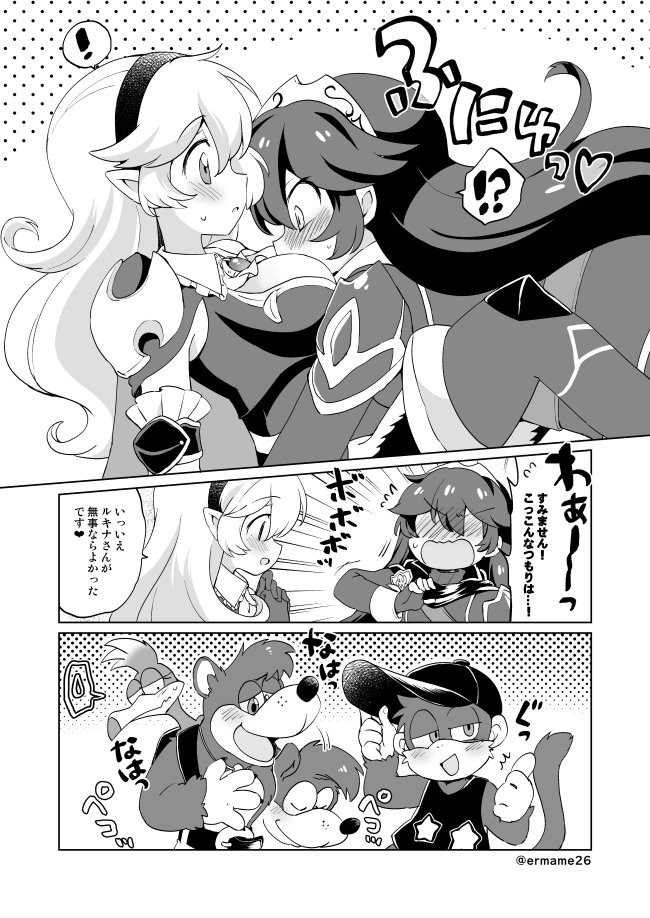 !
ふにゅっ♡
!?
わぁーーっ
すみません!
こっこんなつもりは…!
ボボボッ
いっいえ
ルキナさんが
無事ならよかった
です♥
ぐっ
なはっ
なはっ
ペコッ
ペコッ
@ermame26